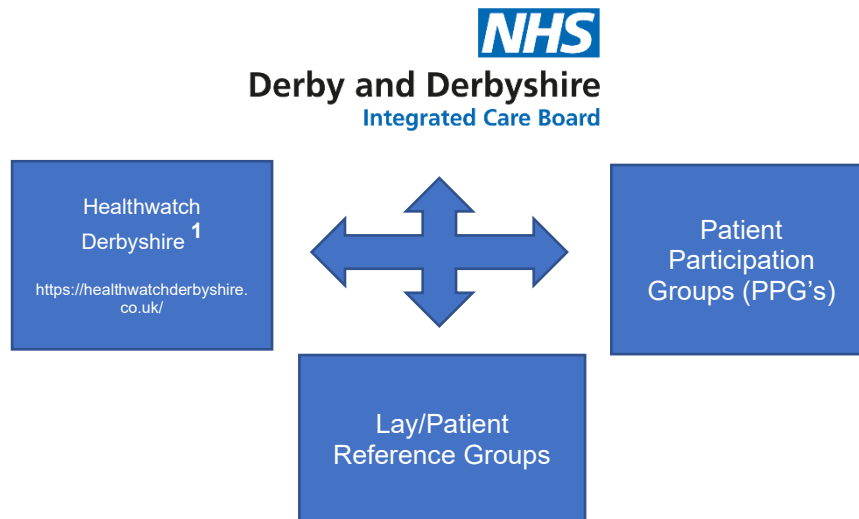 NHS
Derby and Derbyshire
Integrated Care Board
Healthwatch
Derbyshire 1
https://healthwatchderbyshire.
co.uk/
Patient
Participation
Groups (PPG’s)
Lay/Patient
Reference Groups